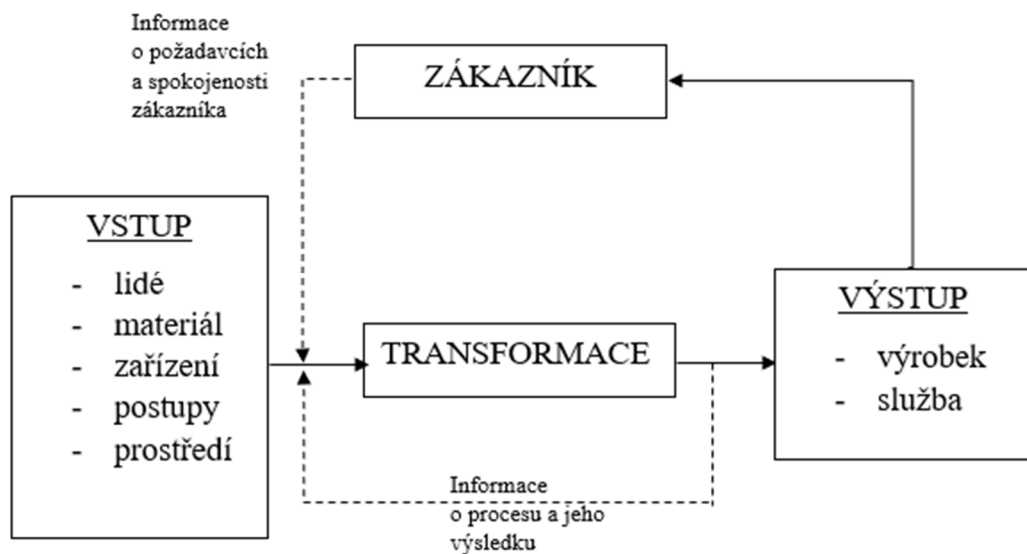 Informace
o požadavcích
a spokojenosti
zákazníka
ZÁKAZNÍK
VSTUP
- lidé
- materiál
- zařízení
- postupy
- prostředí
TRANSFORMACE
VÝSTUP
- výrobek
- služba
Informace
o procesu a jeho
výsledku